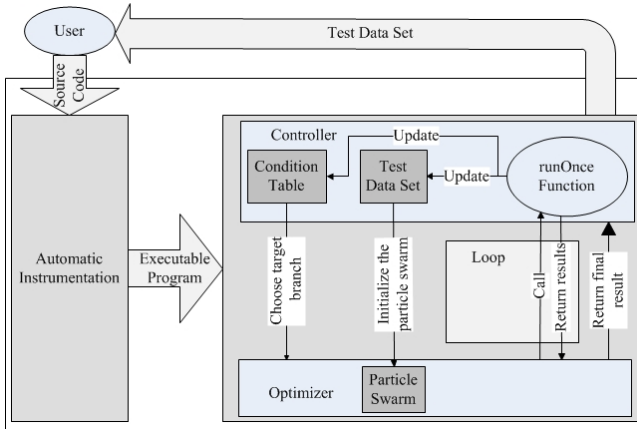 User
Test Data Set
Source
Code
Controller
Update
Condition
Table
Test
Data Set
Update
runOnce
Function
Automatic
Instrumentation
Executable
Program
Choose target
branch
Initialize the
particle swarm
Loop
Call
Return results
Return final
result
Optimizer
Particle
Swarm